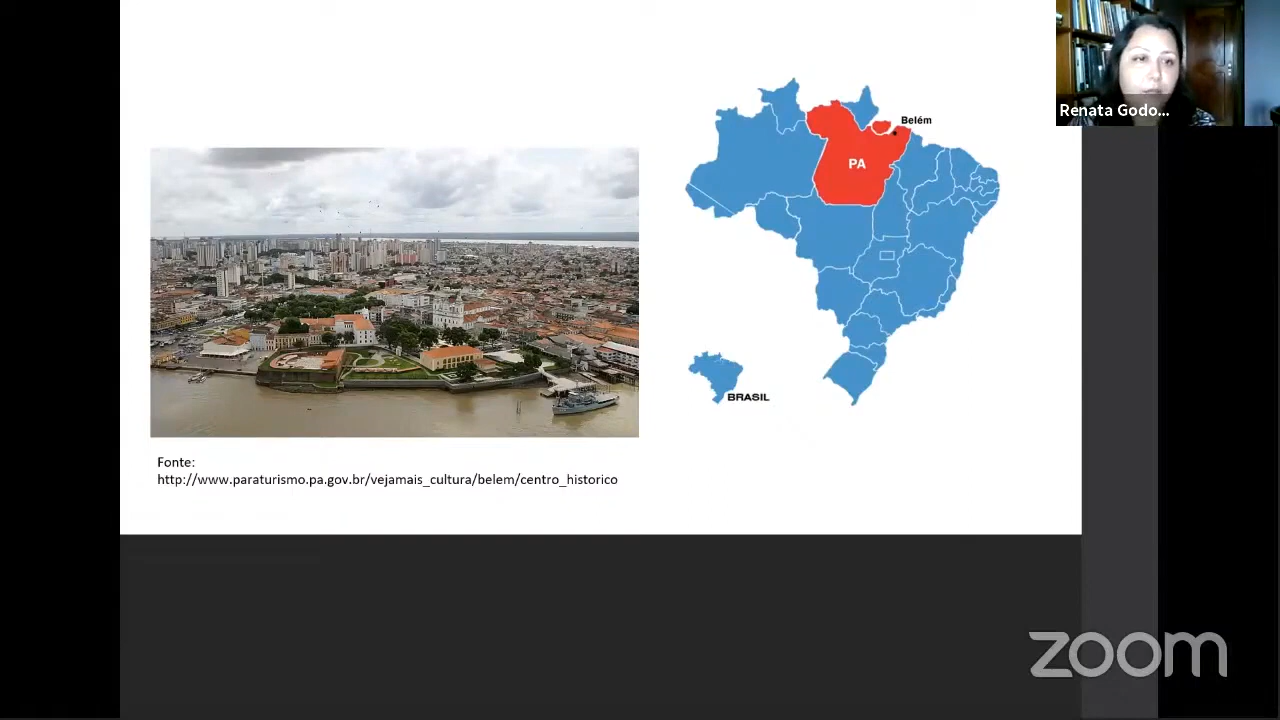 Renata Godo...
Belém
PA
BRASIL
Fonte:
http://www.paraturismo.pa.gov.br/vejamais_cultura/belem/centro_historico
zoom